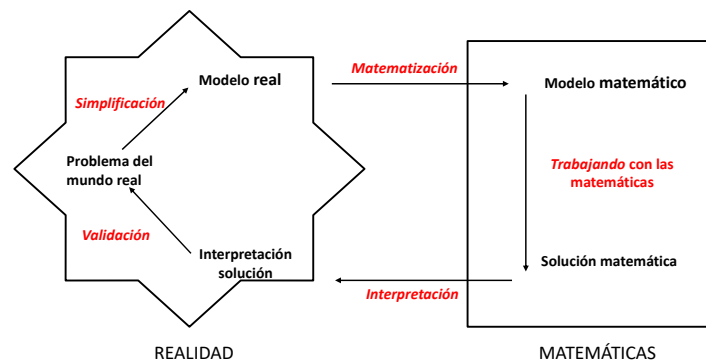 Modelo real
Matematización
Modelo matemático
Simplificación
Problema del
mundo real
Trabajando con las
matemáticas
Validación
Interpretación
solución
Solución matemática
Interpretación
REALIDAD
MATEMÁTICAS